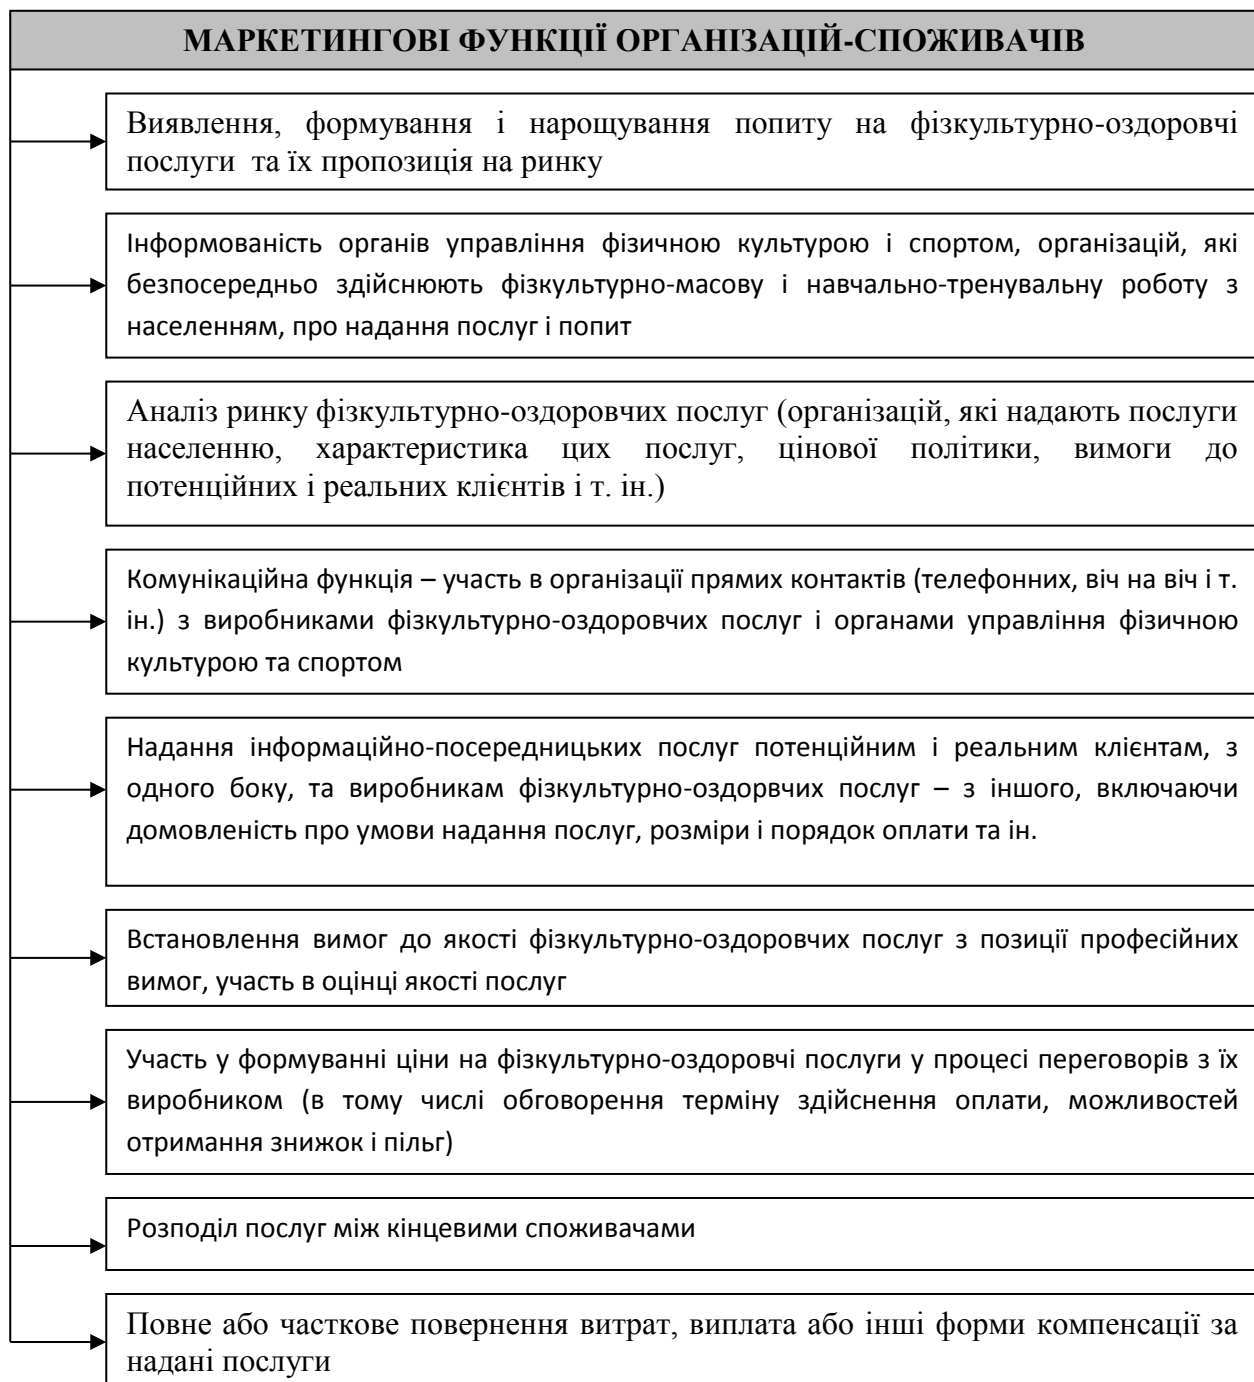 МАРКЕТИНГОВІ ФУНКЦІЇ ОРГАНІЗАЦІЙ-СПОЖИВАЧІВ
Виявлення, формування і нарощування попиту на фізкультурно-оздоровчі
послуги та їх пропозиція на ринку
Інформованість органів управління фізичною культурою і спортом, організацій, які
безпосередньо здійснюють фізкультурно-масову і навчально-тренувальну роботу з
населенням, про надання послуг і попит
Аналіз ринку фізкультурно-оздоровчих послуг (організацій, які надають послуги
населенню, характеристика цих послуг, цінової політики, вимоги до
потенційних і реальних клієнтів і т. ін.)
Комунікаційна функція – участь в організації прямих контактів (телефонних, віч на віч і т.
ін.) з виробниками фізкультурно-оздоровчих послуг і органами управління фізичною
культурою та спортом
Надання інформаційно-посередницьких послуг потенційним і реальним клієнтам, з
одного боку, та виробникам фізкультурно-оздорвчих послуг – з іншого, включаючи
домовленість про умови надання послуг, розміри і порядок оплати та ін.
Встановлення вимог до якості фізкультурно-оздоровчих послуг з позиції професійних
вимог, участь в оцінці якості послуг
Участь у формуванні ціни на фізкультурно-оздоровчі послуги у процесі переговорів з їх
виробником (в тому числі обговорення терміну здійснення оплати, можливостей
отримання знижок і пільг)
Розподіл послуг між кінцевими споживачами
Повне або часткове повернення витрат, виплата або інші форми компенсації за
надані послуги